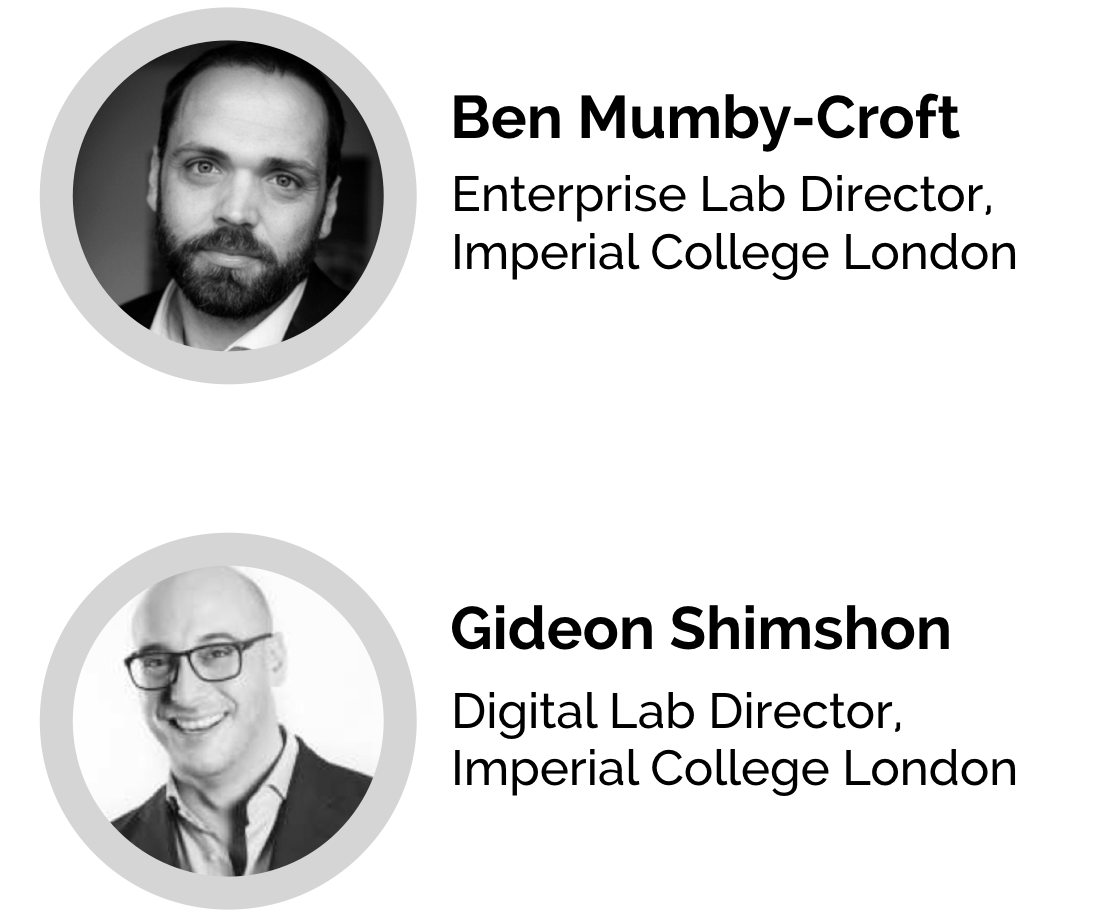 Ben Mumby-Croft
Enterprise Lab Director,
Imperial College London
Gideon Shimshon
Digital Lab Director,
Imperial College London